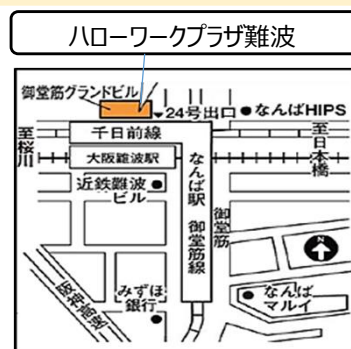 ハローワークプラザ難波
御堂筋グランドビル
24号出口
なんばHIPS
至桜川
千日前線
至日本橋
大阪難波駅
なんば駅 御堂筋線
御堂筋
近鉄難波
ビル
阪神高速
みずほ
銀行
なんば
マルイ
N